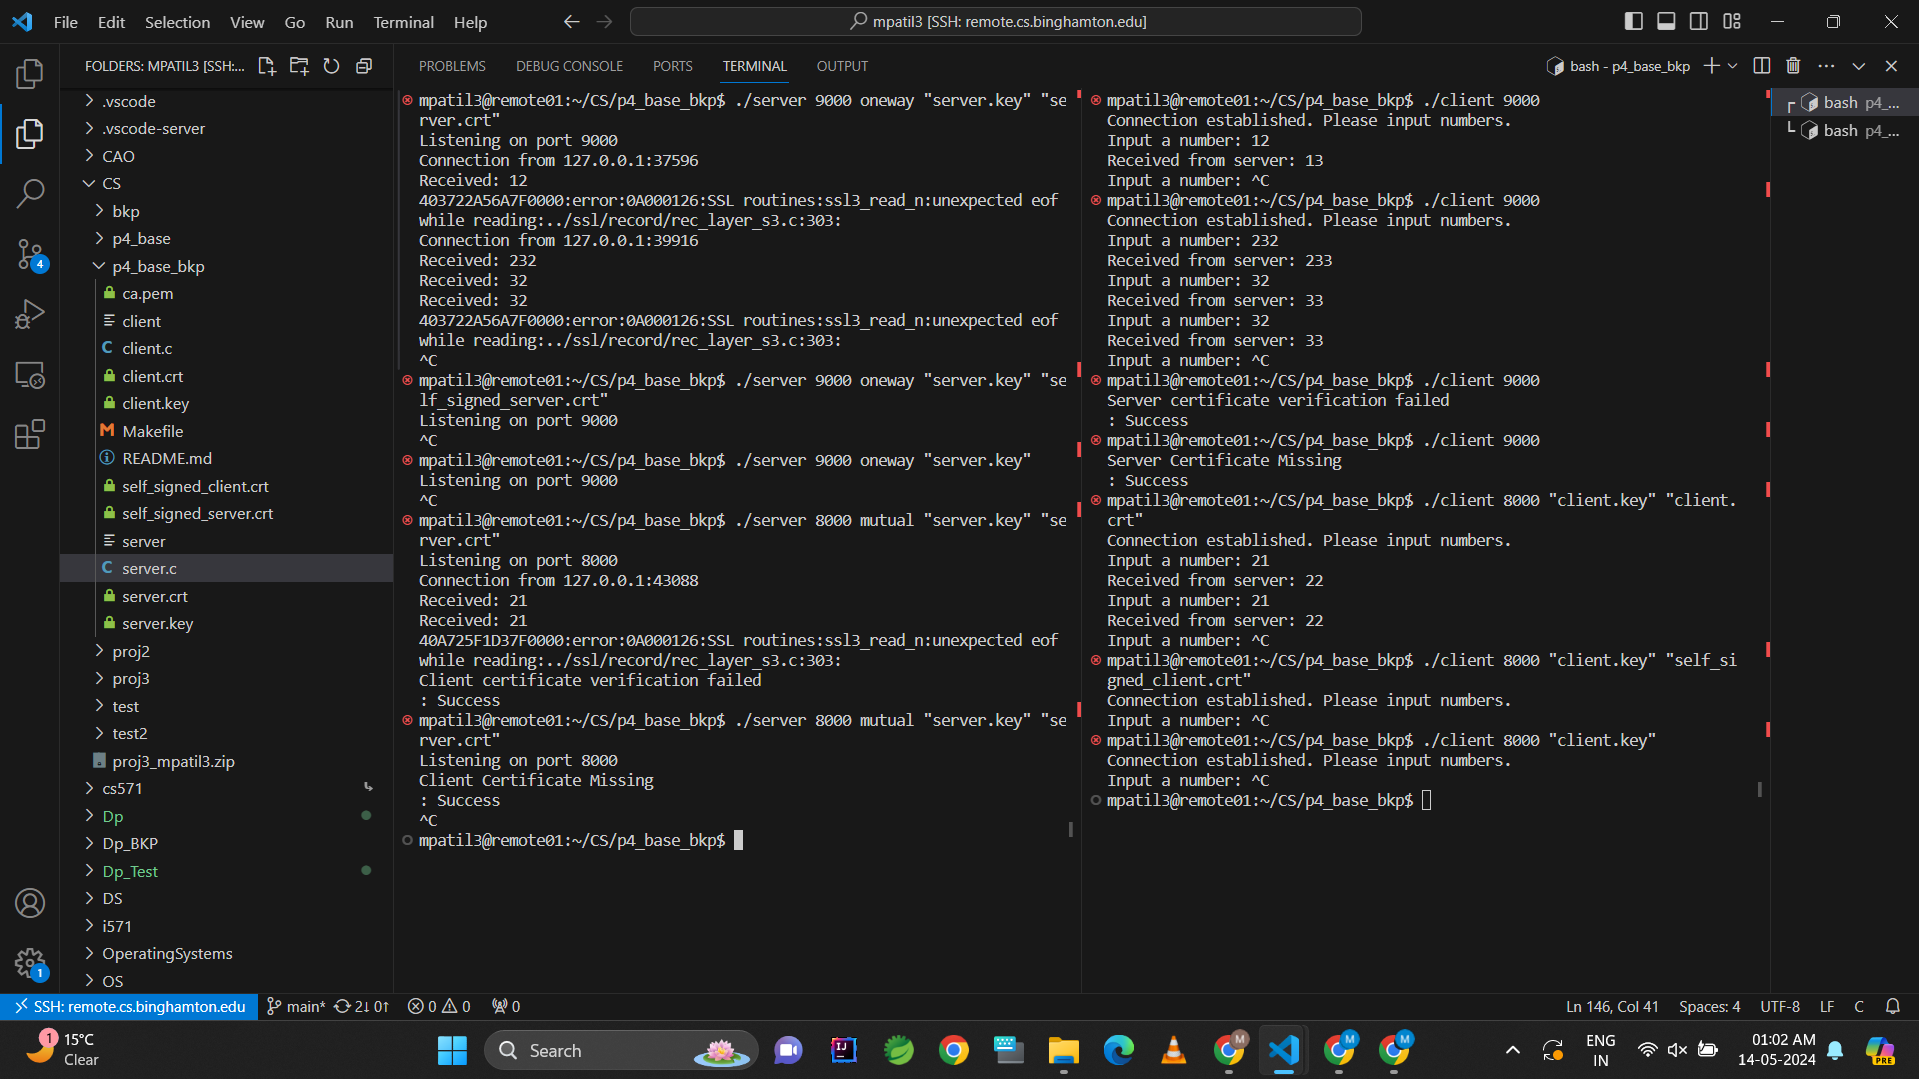 File Edit Selection View Go Run Terminal Help
mpatil3 [SSH: remote.cs.binghamton.edu]
FOLDERS: MPATIL3 [SSH:...
.vscode
.vscode-server
CAO
CS
bkp
p4_base
p4_base_bkp
ca.pem
client
C client.c
client.crt
client.key
M Makefile
README.md
self_signed_client.crt
self_signed_server.crt
server
C server.c
server.crt
server.key
proj2
proj3
test
test2
proj3_mpatil3.zip
cs571
Dp
Dp_BKP
Dp_Test
DS
i571
OperatingSystems
OS
4
1
PROBLEMS DEBUG CONSOLE PORTS TERMINAL OUTPUT
bash - p4_base_bkp
mpatil3@remote01:~/CS/p4_base_bkp$ ./server 9000 oneway "server.key" "se
rver.crt"
Listening on port 9000
Connection from 127.0.0.1:37596
Received: 12
403722A56A7F0000:error:0A000126:SSL routines:ssl3_read_n:unexpected eof
while reading:../ssl/record/rec_layer_s3.c:303:
Connection from 127.0.0.1:39916
Received: 232
Received: 32
Received: 32
403722A56A7F0000:error:0A000126:SSL routines:ssl3_read_n:unexpected eof
while reading:../ssl/record/rec_layer_s3.c:303:
^C
mpatil3@remote01:~/CS/p4_base_bkp$ ./server 9000 oneway "server.key" "se
lf_signed_server.crt"
Listening on port 9000
^C
mpatil3@remote01:~/CS/p4_base_bkp$ ./server 9000 oneway "server.key"
Listening on port 9000
^C
mpatil3@remote01:~/CS/p4_base_bkp$ ./server 8000 mutual "server.key" "se
rver.crt"
Listening on port 8000
Connection from 127.0.0.1:43088
Received: 21
Received: 21
40A725F1D37F0000:error:0A000126:SSL routines:ssl3_read_n:unexpected eof
while reading:../ssl/record/rec_layer_s3.c:303:
Client certificate verification failed
: Success
mpatil3@remote01:~/CS/p4_base_bkp$ ./server 8000 mutual "server.key" "se
rver.crt"
Listening on port 8000
Client Certificate Missing
: Success
^C
mpatil3@remote01:~/CS/p4_base_bkp$
mpatil3@remote01:~/CS/p4_base_bkp$ ./client 9000
Connection established. Please input numbers.
Input a number: 12
Received from server: 13
Input a number: ^C
mpatil3@remote01:~/CS/p4_base_bkp$ ./client 9000
Connection established. Please input numbers.
Input a number: 232
Received from server: 233
Input a number: 32
Received from server: 33
Input a number: 32
Received from server: 33
Input a number: ^C
mpatil3@remote01:~/CS/p4_base_bkp$ ./client 9000
Server certificate verification failed
: Success
mpatil3@remote01:~/CS/p4_base_bkp$ ./client 9000
Server Certificate Missing
: Success
mpatil3@remote01:~/CS/p4_base_bkp$ ./client 8000 "client.key" "client.
crt"
Connection established. Please input numbers.
Input a number: 21
Received from server: 22
Input a number: 21
Received from server: 22
Input a number: ^C
mpatil3@remote01:~/CS/p4_base_bkp$ ./client 8000 "client.key" "self_si
gned_client.crt"
Connection established. Please input numbers.
Input a number: ^C
mpatil3@remote01:~/CS/p4_base_bkp$ ./client 8000 "client.key"
Connection established. Please input numbers.
Input a number: ^C
mpatil3@remote01:~/CS/p4_base_bkp$
bash p4_...
bash p4_...
SSH: remote.cs.binghamton.edu main* 2↓ 0↑ 0 0 0
Ln 146, Col 41 Spaces: 4 UTF-8 LF C
1
15°C
Clear
Search
IJ
M
M
M
ENG
IN
01:02 AM
14-05-2024
PRE